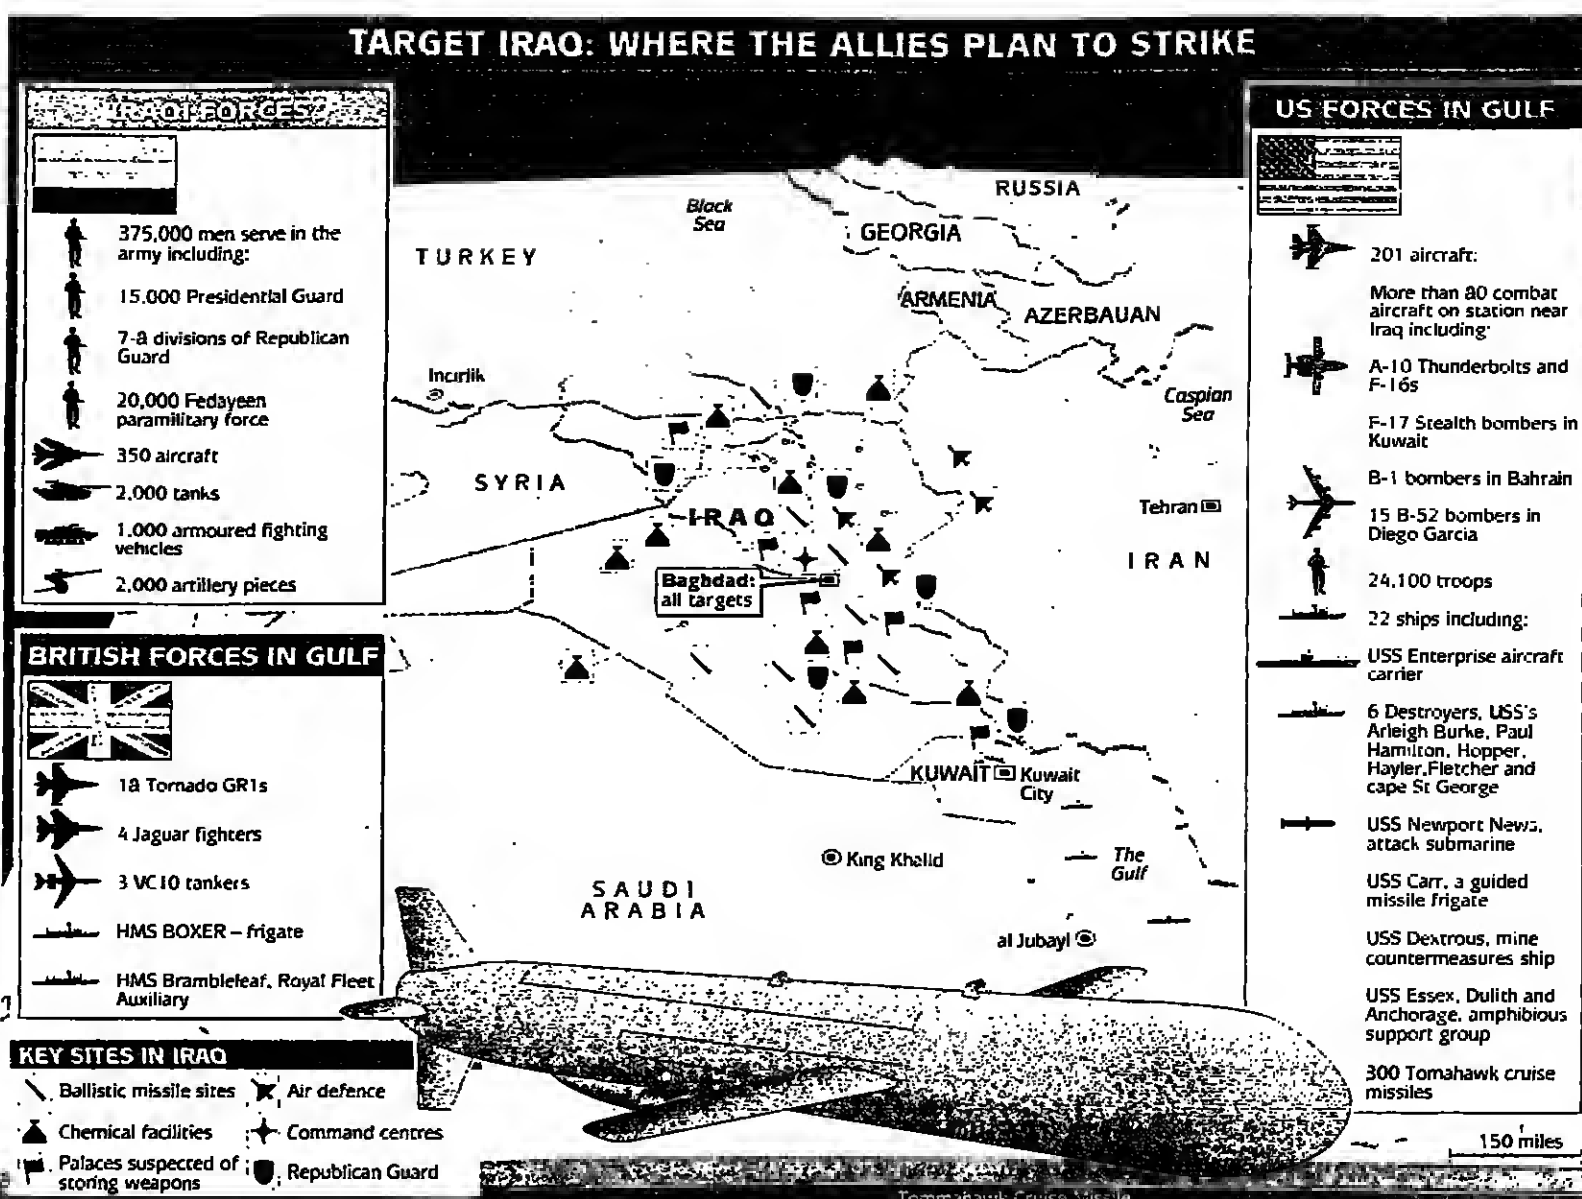 TARGET IRAQ: WHERE THE ALLIES PLAN TO STRIKE
IRAQI FORCES
375,000 men serve in the
army including:
15,000 Presidential Guard
7-8 divisions of Republican
Guard
20,000 Fedayeen
paramilitary force
350 aircraft
2,000 tanks
1,000 armoured fighting
vehicles
2,000 artillery pieces
BRITISH FORCES IN GULF
18 Tornado GR1s
4 Jaguar fighters
3 VC10 tankers
HMS BOXER – frigate
HMS Brambleleaf, Royal Fleet
Auxiliary
KEY SITES IN IRAQ
Ballistic missile sites
Air defence
Chemical facilities
Command centres
Palaces suspected of
storing weapons
Republican Guard
Black
Sea
RUSSIA
GEORGIA
TURKEY
ARMENIA
AZERBAIJAN
Incirlik
Caspian
Sea
SYRIA
IRAQ
Tehran
IRAN
Baghdad:
all targets
KUWAIT
Kuwait
City
King Khalid
The
Gulf
SAUDI
ARABIA
al Jubayl
US FORCES IN GULF
201 aircraft:
More than 80 combat
aircraft on station near
Iraq including:
A-10 Thunderbolts and
F-16s
F-17 Stealth bombers in
Kuwait
B-1 bombers in Bahrain
15 B-52 bombers in
Diego Garcia
24,100 troops
22 ships including:
USS Enterprise aircraft
carrier
6 Destroyers, USS's
Arleigh Burke, Paul
Hamilton, Hopper,
Hayler,Fletcher and
cape St George
USS Newport News,
attack submarine
USS Carr, a guided
missile frigate
USS Dextrous, mine
countermeasures ship
USS Essex, Dulith and
Anchorage, amphibious
support group
300 Tomahawk cruise
missiles
150 miles
Tommahawk Cruise Missile